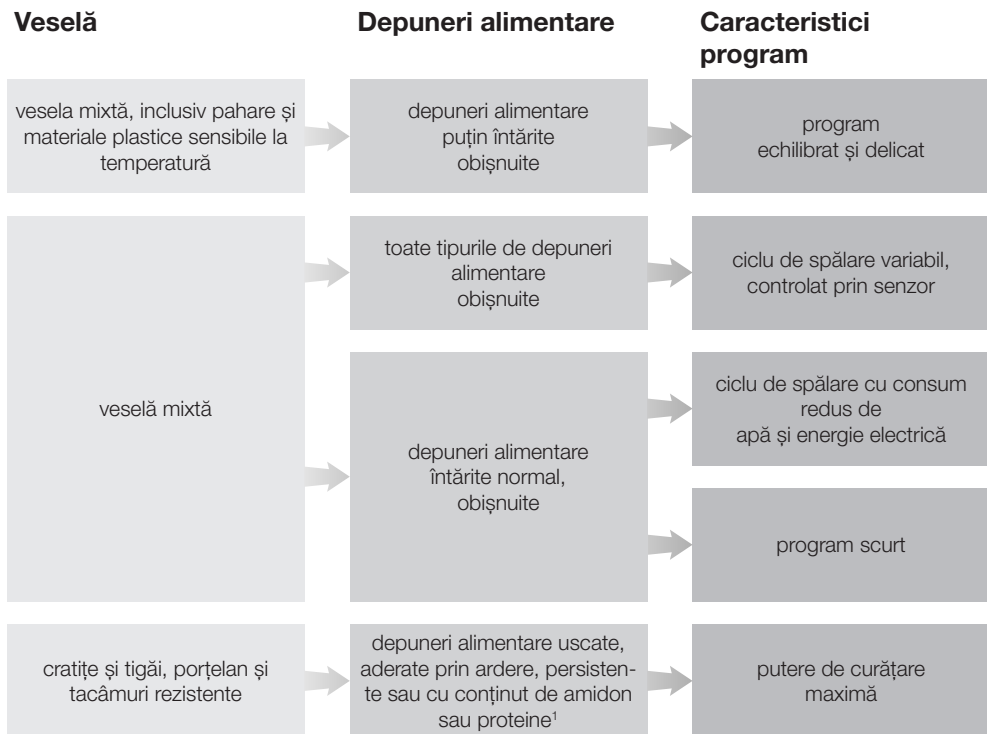 Veselă
Depuneri alimentare
Caracteristici
program
vesela mixtă, inclusiv pahare și
materiale plastice sensibile la
temperatură
depuneri alimentare
puțin întărite
obișnuite
program
echilibrat și delicat
veselă mixtă
toate tipurile de depuneri
alimentare
obișnuite
ciclu de spălare variabil,
controlat prin senzor
depuneri alimentare
întărite normal,
obișnuite
ciclu de spălare cu consum
redus de
apă și energie electrică
program scurt
cratițe și tigăi, porțelan și
tacâmuri rezistente
depuneri alimentare uscate,
aderate prin ardere, persisten-
te sau cu conținut de amidon
sau proteine¹
putere de curățare
maximă